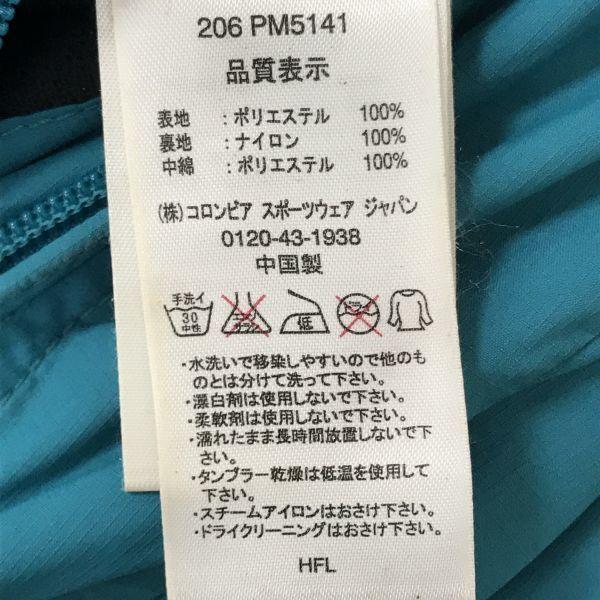 206 PM5141
品質表示
表地 : ポリエステル 100%
裏地 : ナイロン 100%
中綿 : ポリエステル 100%
(株)コロンビア スポーツウェア ジャパン
0120-43-1938
中国製
手洗イ
30
中性
低
・水洗いで移染しやすいので他のも
のとは分けて洗って下さい。
・漂白剤は使用しないで下さい。
・柔軟剤は使用しないで下さい。
・濡れたまま長時間放置しないで下
さい。
・タンブラー乾燥は低温を使用して
下さい。
・スチームアイロンはおさけ下さい。
・ドライクリーニングはおさけ下さい。
HFL